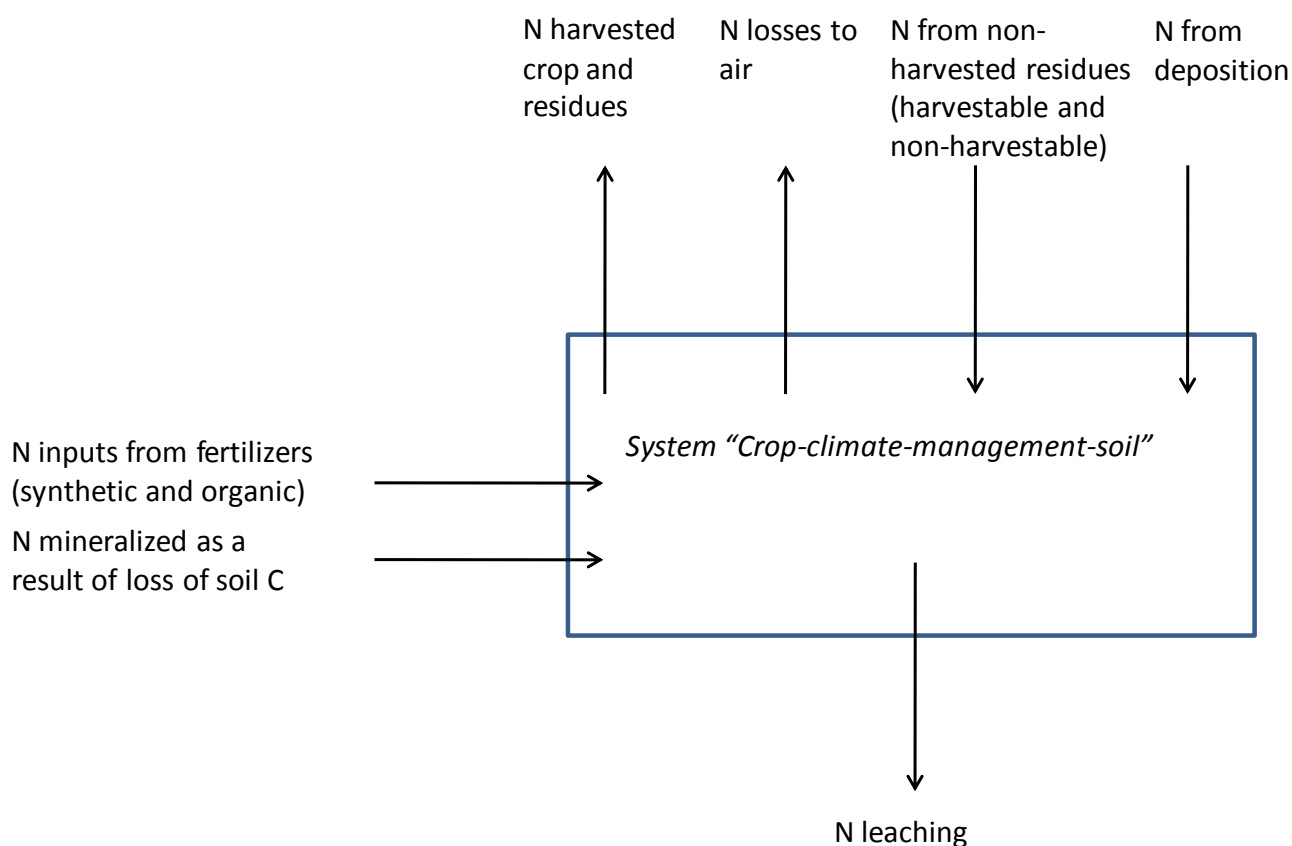 N harvested
crop and
residues
N losses to
air
N from non-
harvested residues
(harvestable and
non-harvestable)
N from
deposition
System “Crop-climate-management-soil”
N inputs from fertilizers
(synthetic and organic)
N mineralized as a
result of loss of soil C
N leaching